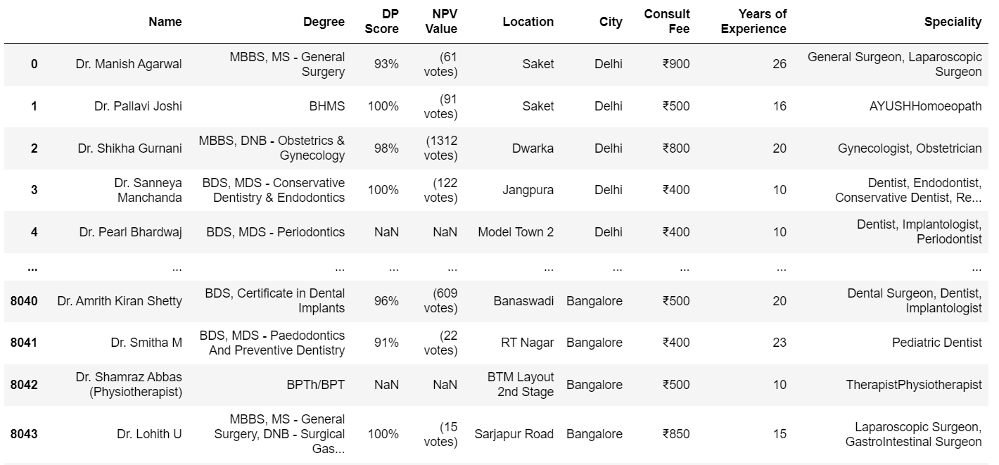 Name Degree DP Score NPV Value Location City Consult Fee Years of Experience Speciality
0 Dr. Manish Agarwal MBBS, MS - General Surgery 93% (61 votes) Saket Delhi ₹900 26 General Surgeon, Laparoscopic Surgeon
1 Dr. Pallavi Joshi BHMS 100% (91 votes) Saket Delhi ₹500 16 AYUSHHomoeopath
2 Dr. Shikha Gurnani MBBS, DNB - Obstetrics & Gynecology 98% (1312 votes) Dwarka Delhi ₹800 20 Gynecologist, Obstetrician
3 Dr. Sanneya Manchanda BDS, MDS - Conservative Dentistry & Endodontics 100% (122 votes) Jangpura Delhi ₹400 10 Dentist, Endodontist, Conservative Dentist, Re...
4 Dr. Pearl Bhardwaj BDS, MDS - Periodontics NaN NaN Model Town 2 Delhi ₹400 10 Dentist, Implantologist, Periodontist
... ... ... ... ... ... ... ... ... ...
8040 Dr. Amrith Kiran Shetty BDS, Certificate in Dental Implants 96% (609 votes) Banaswadi Bangalore ₹500 20 Dental Surgeon, Dentist, Implantologist
8041 Dr. Smitha M BDS, MDS - Paedodontics And Preventive Dentistry 91% (22 votes) RT Nagar Bangalore ₹400 23 Pediatric Dentist
8042 Dr. Shamraz Abbas (Physiotherapist) BPTh/BPT NaN NaN BTM Layout 2nd Stage Bangalore ₹500 10 TherapistPhysiotherapist
8043 Dr. Lohith U MBBS, MS - General Surgery, DNB - Surgical Gas... 100% (15 votes) Sarjapur Road Bangalore ₹850 15 Laparoscopic Surgeon, GastroIntestinal Surgeon